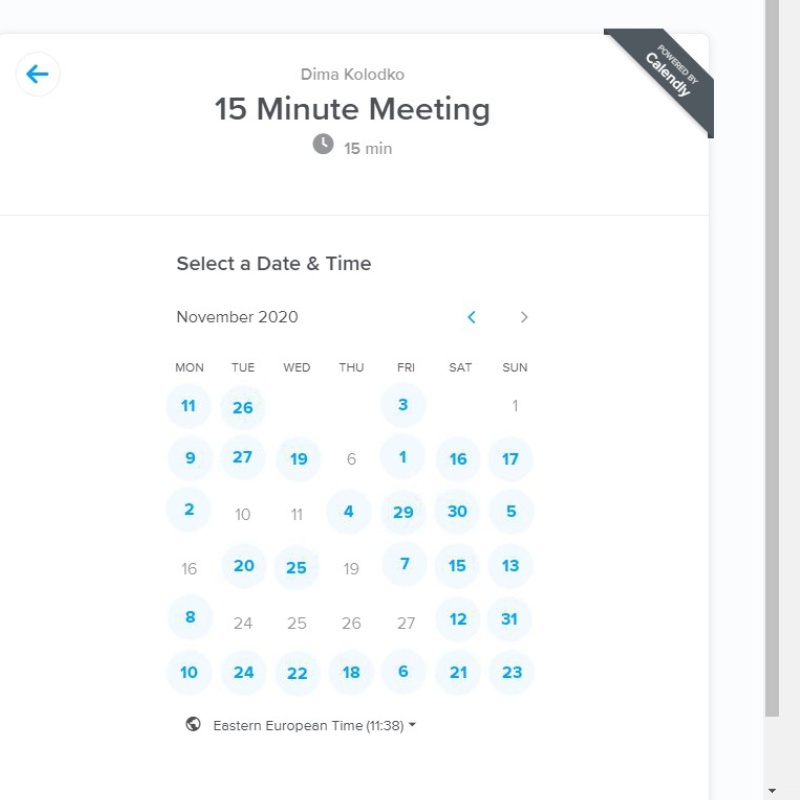 POWERED BY
Calendly
Dima Kolodko
15 Minute Meeting
15 min
Select a Date & Time
November 2020
MON TUE WED THU FRI SAT SUN
11 26 3 1
9 27 19 6 1 16 17
2 10 11 4 29 30 5
16 20 25 19 7 15 13
8 24 25 26 27 12 31
10 24 22 18 6 21 23
Eastern European Time (11:38)